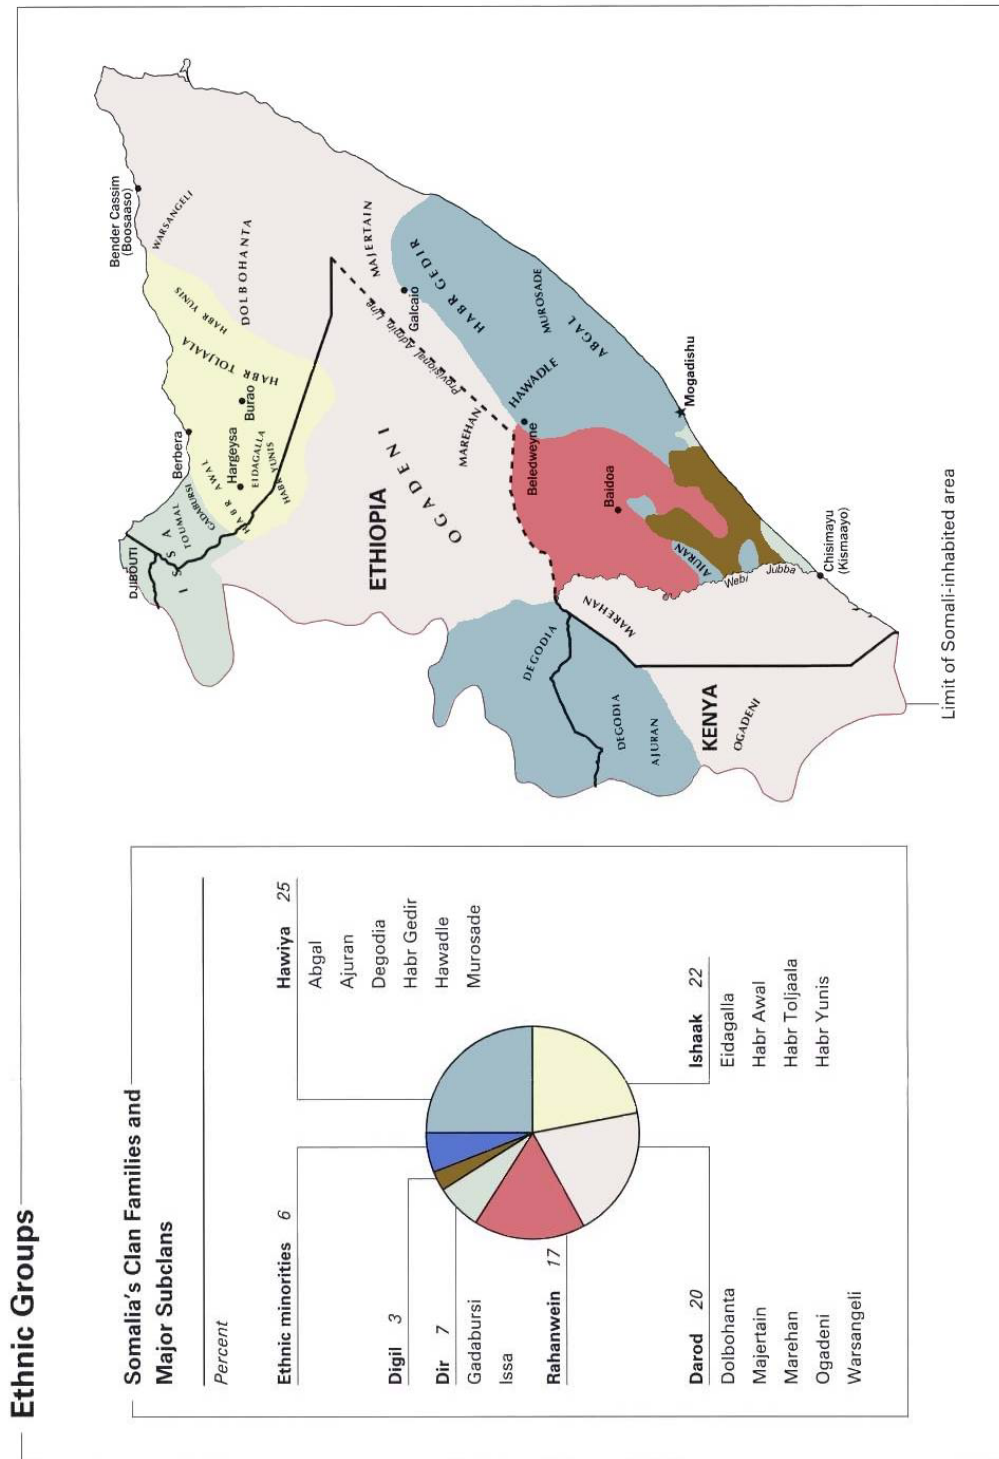 Ethnic Groups
Somalia's Clan Families and
Major Subclans
Percent
Ethnic minorities 6
Digil 3
Dir 7
Gadabursi
Issa
Rahanwein 17
Darod 20
Dolbohanta
Majertain
Marehan
Ogadeni
Warsangeli
Hawiya 25
Abgal
Ajuran
Degodia
Habr Gedir
Hawadle
Murosade
Ishaak 22
Eidagalla
Habr Awal
Habr Toljaala
Habr Yunis
DJIBOUTI
ISSA
TOUMAL
GADABURSI
Berbera
HABR AWAL
Hargeysa
EIDAGALLA
HABR YUNIS
Burao
HABR TOLJAALA
HABR YUNIS
Bender Cassim
(Boosaaso)
WARSANGELI
DOLBOHANTA
MAJERTAIN
Galcaio
HABR GEDIR
Provisional Admin Line
ETHIOPIA
OGADENI
MAREHAN
MUROSADE
ABGAL
HAWADLE
Beledweyne
Mogadishu
Baidoa
DEGODIA
AJURAN
Webi
Jubba
Chisimayu
(Kismaayo)
MAREHAN
DEGODIA
AJURAN
KENYA
OGADENI
Limit of Somali-inhabited area